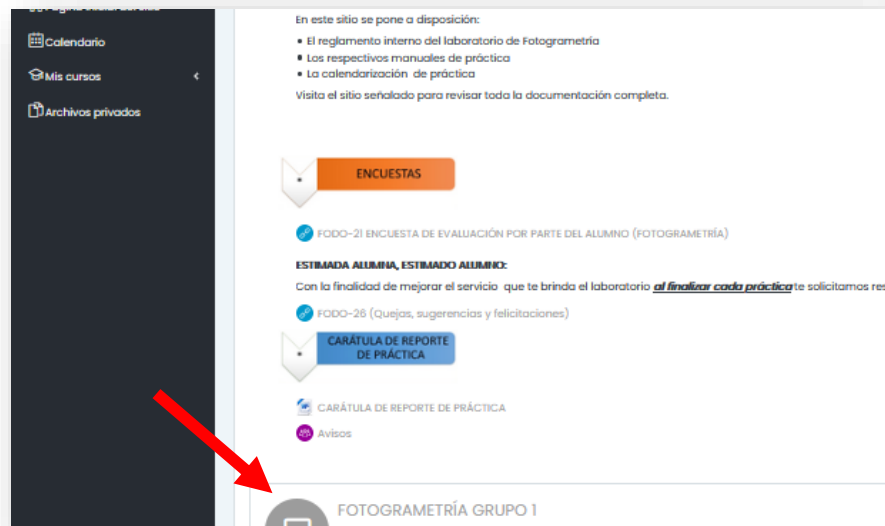 Calendario
Mis cursos
Archivos privados
En este sitio se pone a disposición:
• El reglamento interno del laboratorio de Fotogrametría
• Los respectivos manuales de práctica
• La calendarización de práctica
Visita el sitio señalado para revisar toda la documentación completa.
ENCUESTAS
FODO-21 ENCUESTA DE EVALUACIÓN POR PARTE DEL ALUMNO (FOTOGRAMETRÍA)
ESTIMADA ALUMNA, ESTIMADO ALUMNO:
Con la finalidad de mejorar el servicio que te brinda el laboratorio al finalizar cada práctica te solicitamos res
FODO-26 (Quejas, sugerencias y felicitaciones)
CARÁTULA DE REPORTE
DE PRÁCTICA
CARÁTULA DE REPORTE DE PRÁCTICA
Avisos
FOTOGRAMETRÍA GRUPO 1